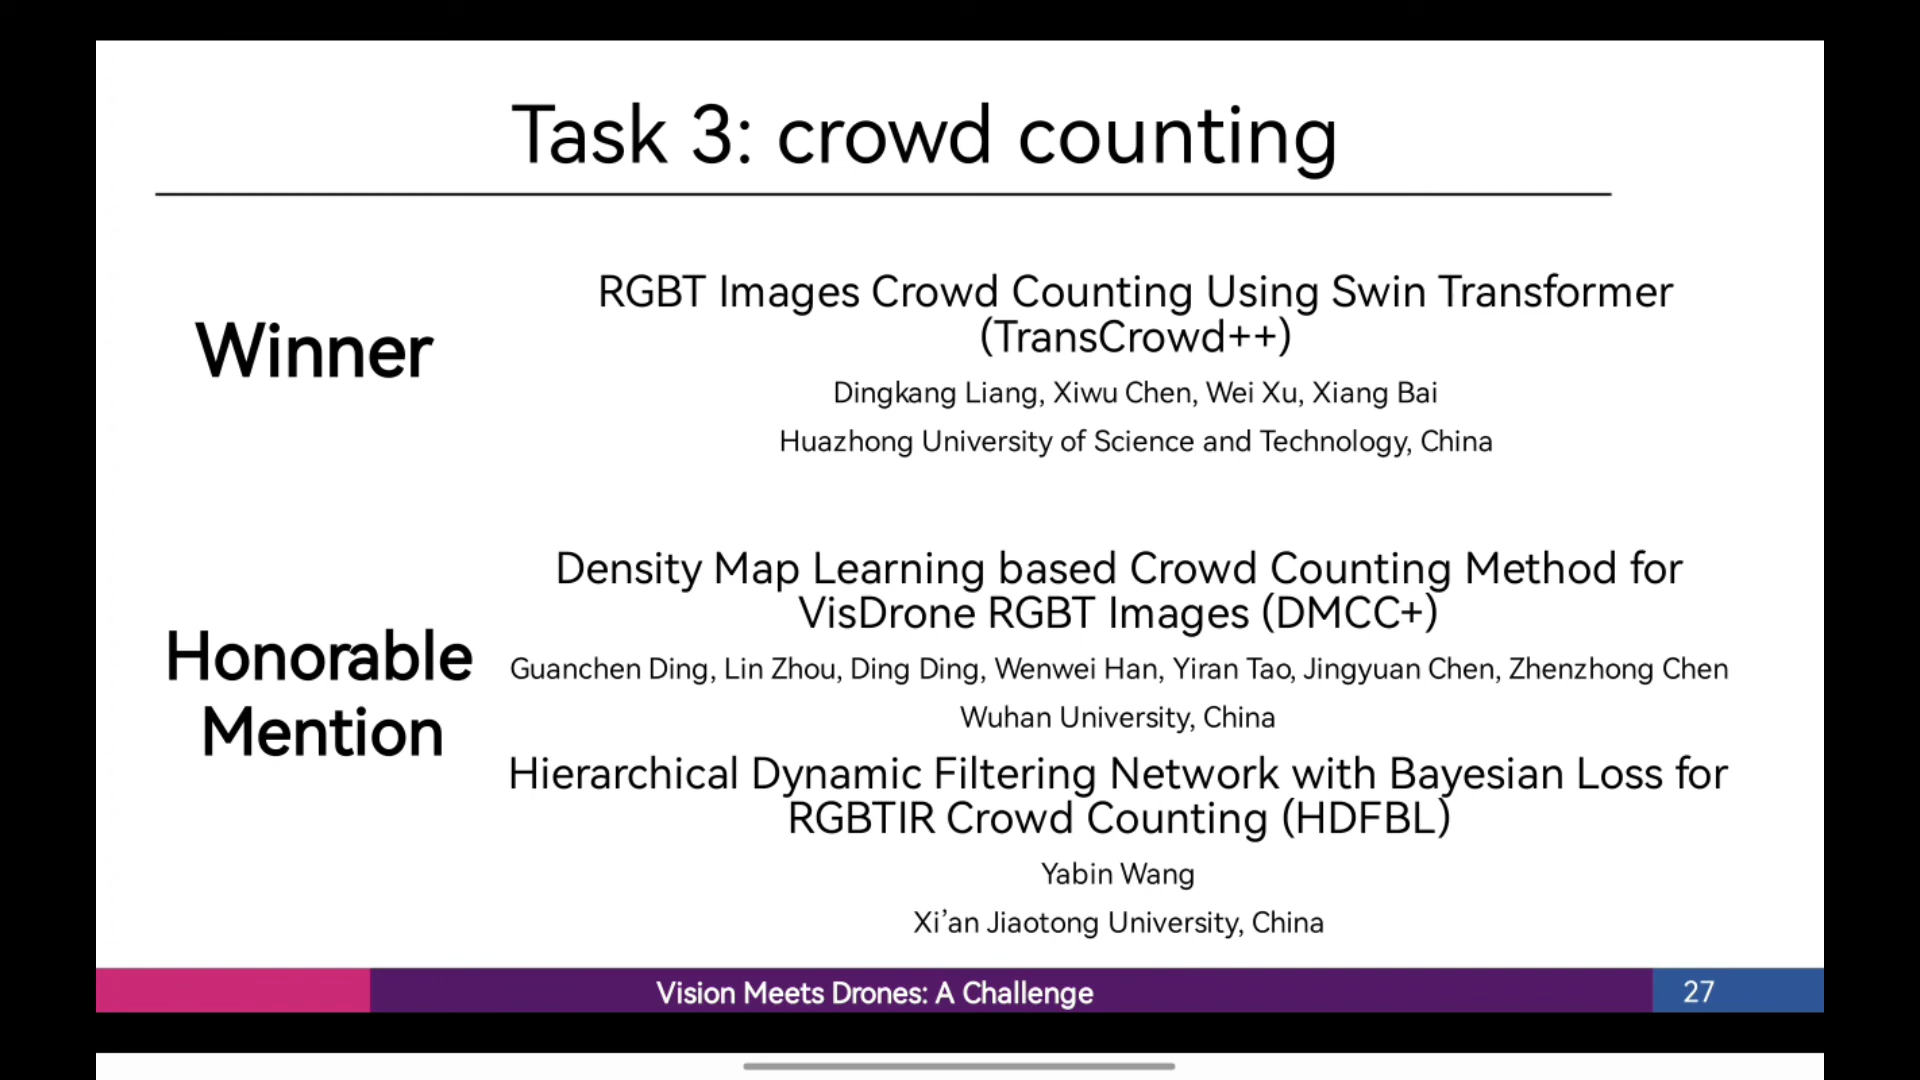 Task 3: crowd counting
Winner
RGBT Images Crowd Counting Using Swin Transformer
(TransCrowd++)
Dingkang Liang, Xiwu Chen, Wei Xu, Xiang Bai
Huazhong University of Science and Technology, China
Honorable
Mention
Density Map Learning based Crowd Counting Method for
VisDrone RGBT Images (DMCC+)
Guanchen Ding, Lin Zhou, Ding Ding, Wenwei Han, Yiran Tao, Jingyuan Chen, Zhenzhong Chen
Wuhan University, China
Hierarchical Dynamic Filtering Network with Bayesian Loss for
RGBTIR Crowd Counting (HDFBL)
Yabin Wang
Xi’an Jiaotong University, China
Vision Meets Drones: A Challenge
27